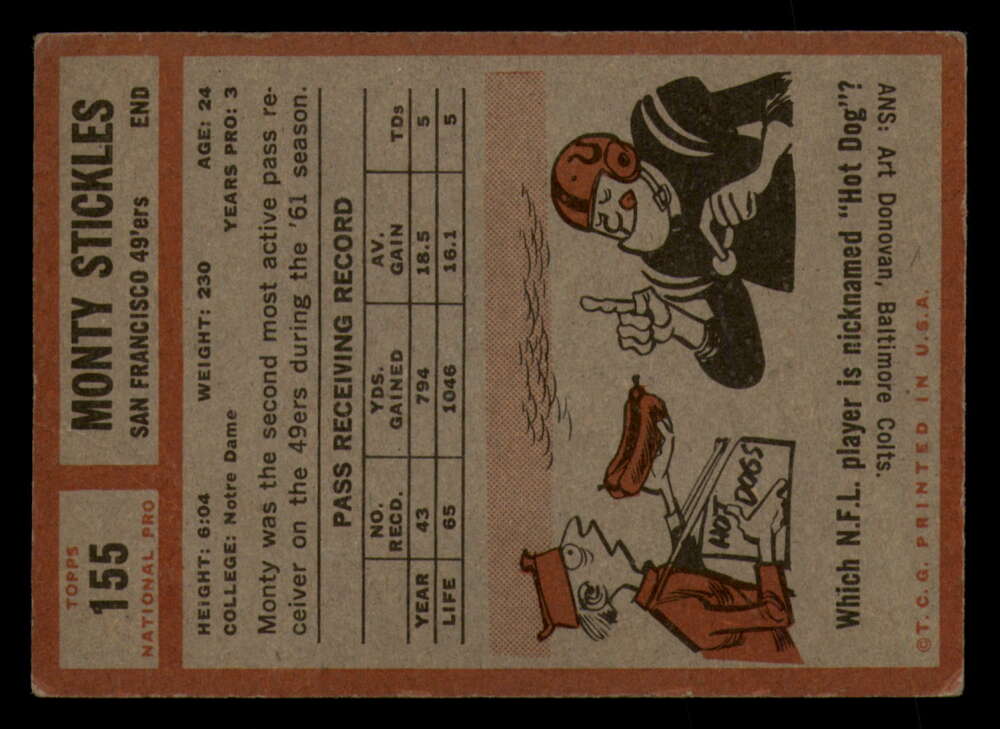 TOPPS
155
NATIONAL PRO
MONTY STICKLES
SAN FRANCISCO 49'ers END
HEIGHT: 6:04 WEIGHT: 230 AGE: 24
COLLEGE: Notre Dame YEARS PRO: 3
Monty was the second most active pass re-
ceiver on the 49ers during the '61 season.
PASS RECEIVING RECORD
NO. YDS. AV.
RECD. GAINED GAIN TDs
YEAR 43 794 18.5 5
LIFE 65 1046 16.1 5
HOT
DOGS
Which N.F.L. player is nicknamed "Hot Dog"?
ANS: Art Donovan, Baltimore Colts.
©T. C. G. PRINTED IN U.S.A.